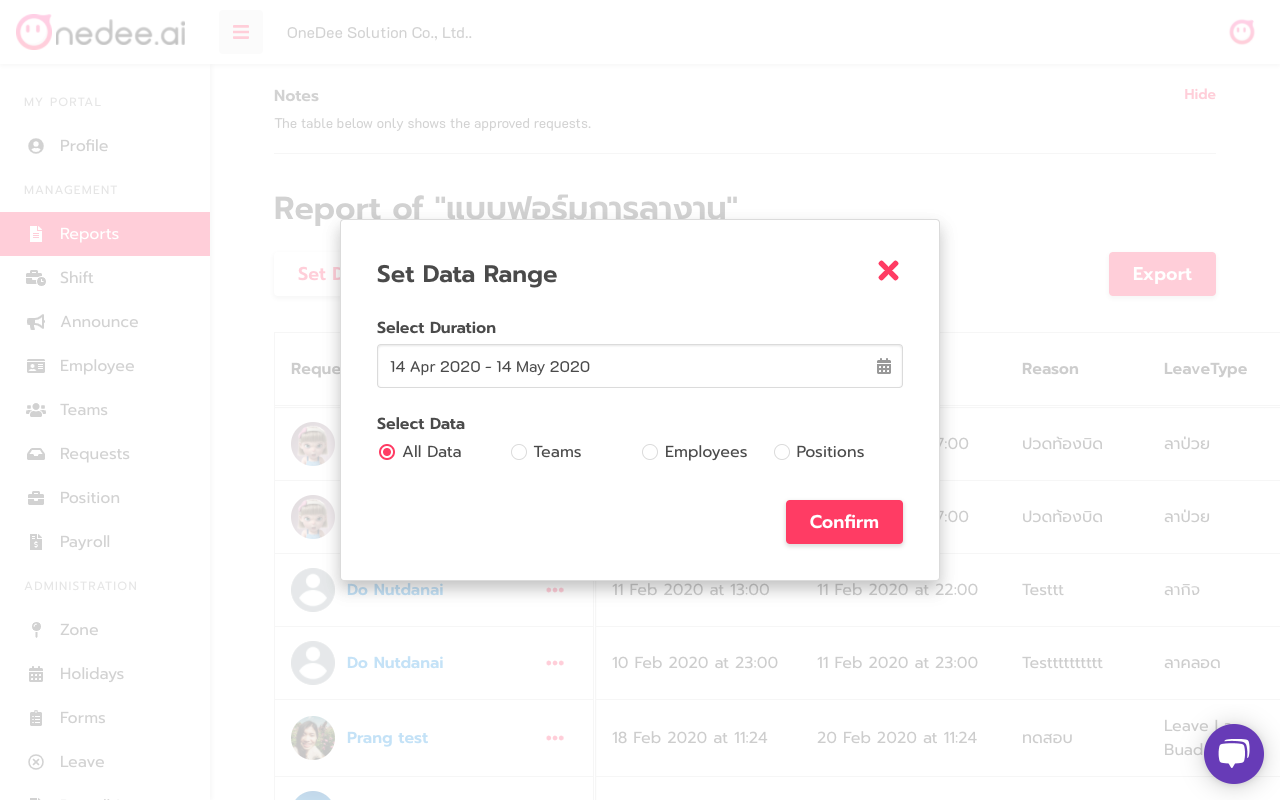 nedee.ai
OneDee Solution Co., Ltd..
MY PORTAL
Profile
MANAGEMENT
Reports
Shift
Announce
Employee
Teams
Requests
Position
Payroll
ADMINISTRATION
Zone
Holidays
Forms
Leave
Notes
Hide
The table below only shows the approved requests.
Report of "แบบฟอร์มการลางาน"
Set D
Export
Set Data Range
Select Duration
14 Apr 2020 - 14 May 2020
Select Data
All Data
Teams
Employees
Positions
Confirm
Reque
Reason
LeaveType
7:00
ปวดท้องบิด
ลาป่วย
7:00
ปวดท้องบิด
ลาป่วย
Do Nutdanai
11 Feb 2020 at 13:00
11 Feb 2020 at 22:00
Testtt
ลากิจ
Do Nutdanai
10 Feb 2020 at 23:00
11 Feb 2020 at 23:00
Testttttttttt
ลาคลอด
Prang test
18 Feb 2020 at 11:24
20 Feb 2020 at 11:24
ทดสอบ
Leave La
Buad